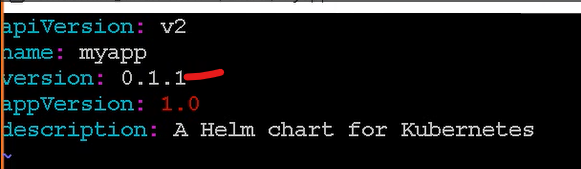 apiVersion: v2
name: myapp
version: 0.1.1
appVersion: 1.0
description: A Helm chart for Kubernetes
~